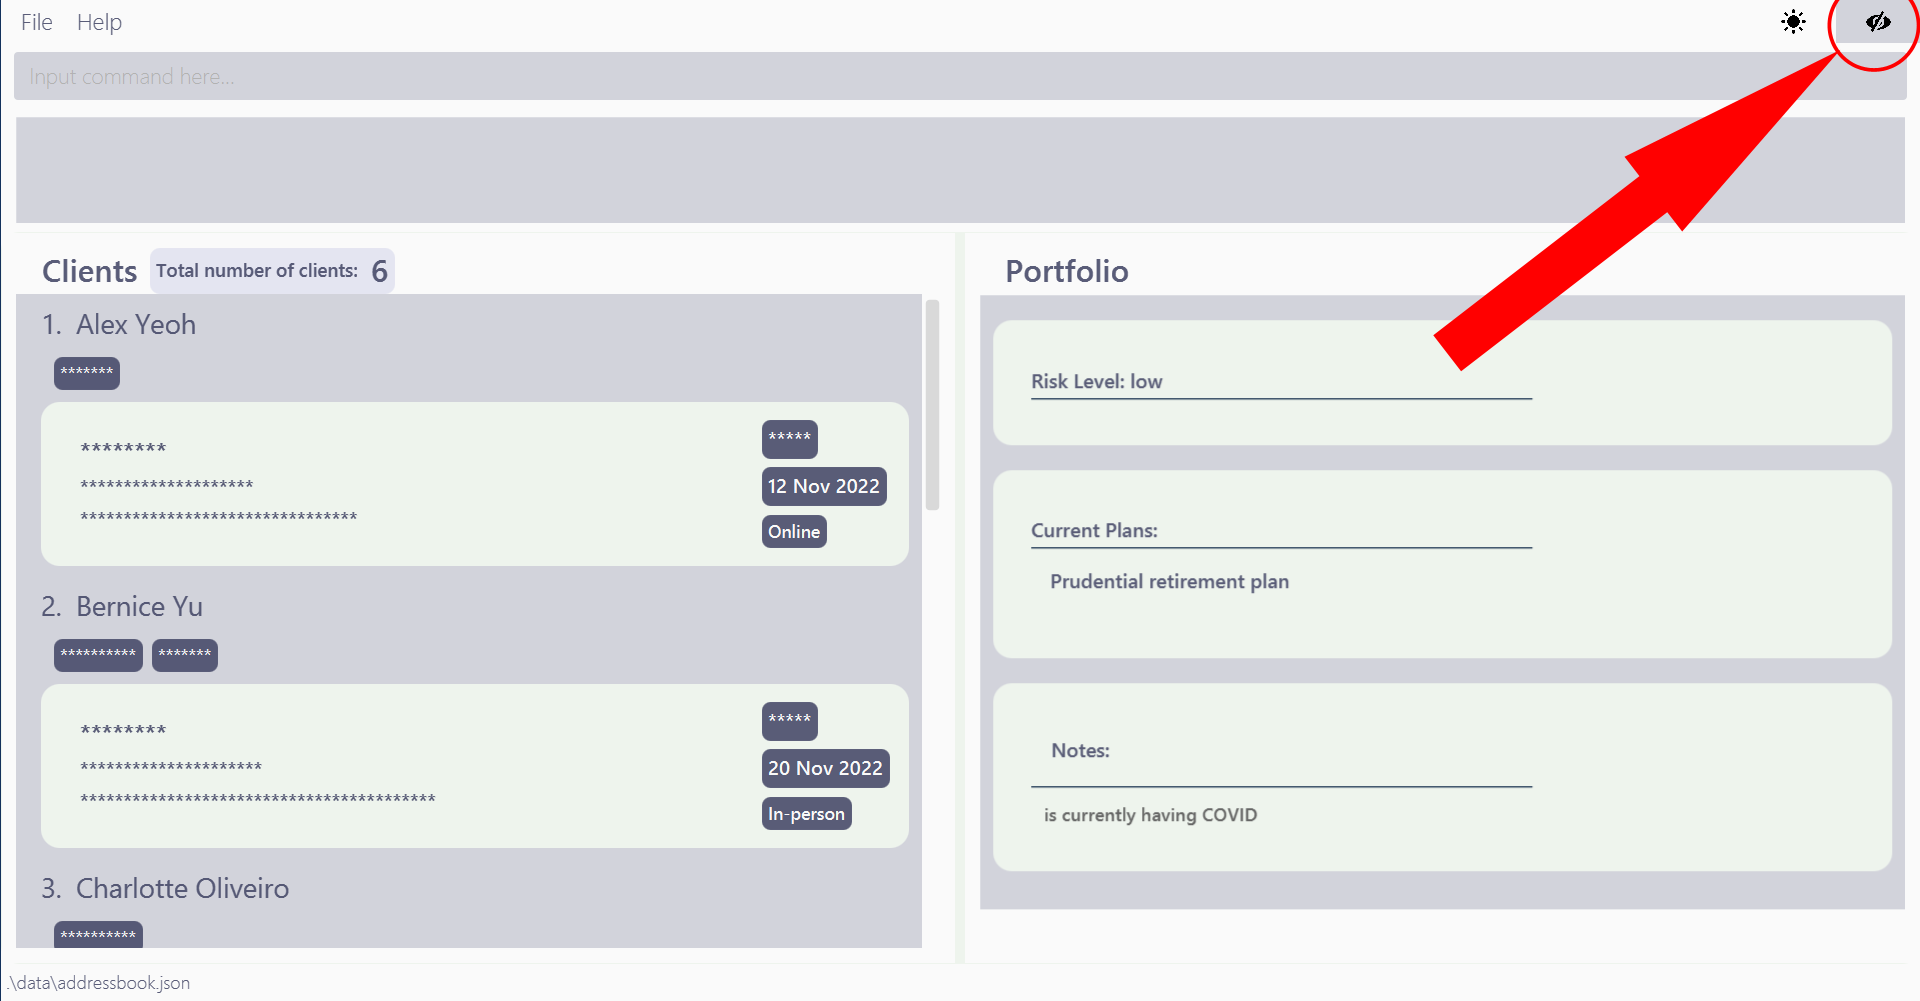 File Help
Input command here...
Clients Total number of clients: 6
1. Alex Yeoh
*******
********
********************
********************************
*****
12 Nov 2022
Online
2. Bernice Yu
********** *******
********
*********************
*****************************************
*****
20 Nov 2022
In-person
3. Charlotte Oliveiro
**********
Portfolio
Risk Level: low
Current Plans:
Prudential retirement plan
Notes:
is currently having COVID
.\data\addressbook.json